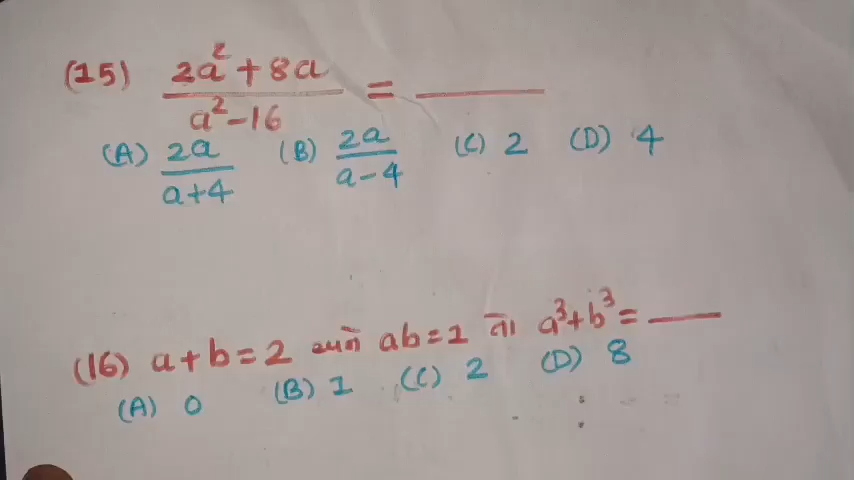 (15) 2a² + 8a / a² - 16 = ______
(A) 2a / a+4 (B) 2a / a-4 (C) 2 (D) 4
(16) a + b = 2 અને ab = 1 તો a³ + b³ = ____
(A) 0 (B) 1 (C) 2 (D) 8